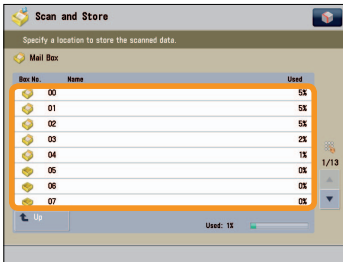 Scan and Store
Specify a location to store the scanned data.
Mail Box
Box No. Name Used
00 5%
01 5%
02 5%
03 2%
04 1%
05 0%
06 0%
07 0%
1/13
Up
Used: 1%